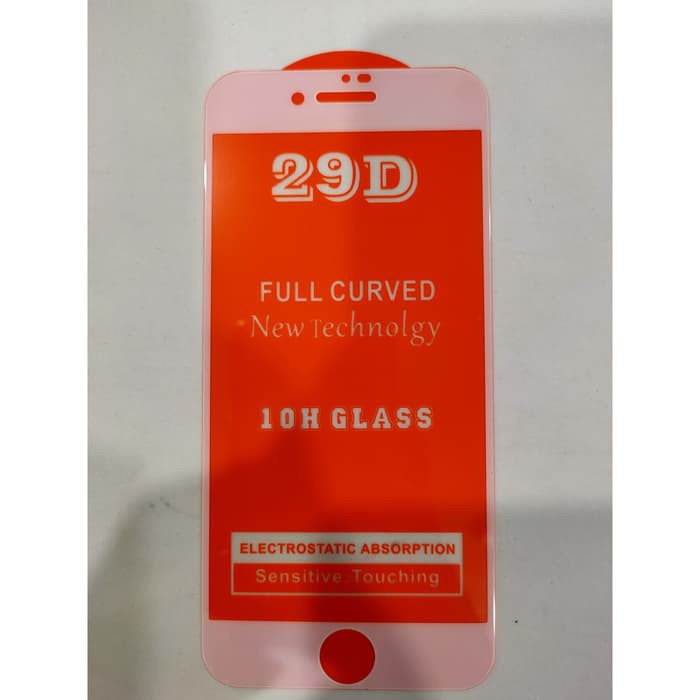 29D
FULL CURVED
New Technolgy
10H GLASS
ELECTROSTATIC ABSORPTION
Sensitive.Touching